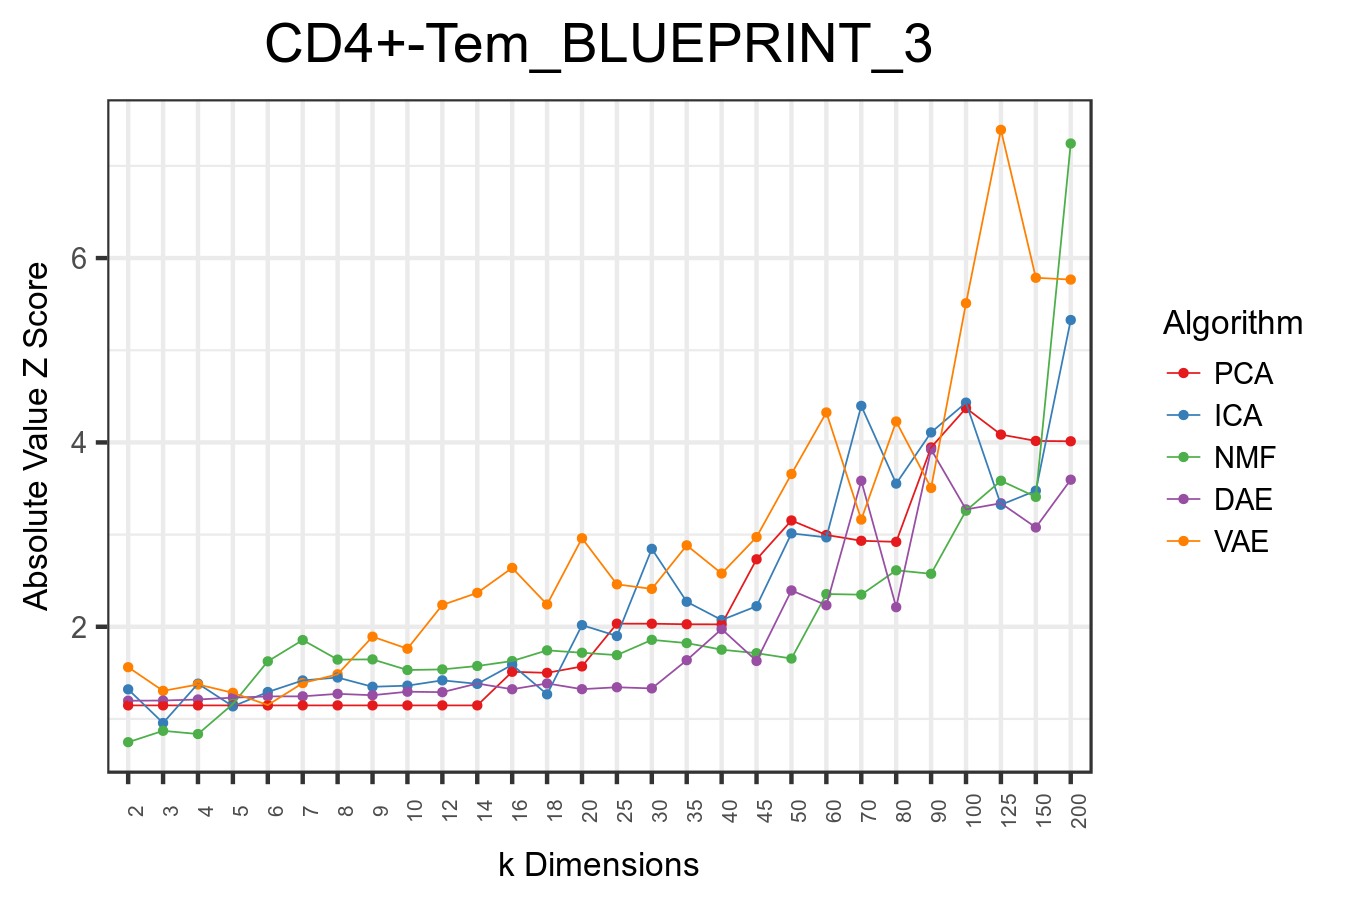 CD4+-Tem_BLUEPRINT_3
Absolute Value Z Score
6
4
2
2 3 4 5 6 7 8 9 10 12 14 16 18 20 25 30 35 40 45 50 60 70 80 90 100 125 150 200
k Dimensions
Algorithm
PCA
ICA
NMF
DAE
VAE